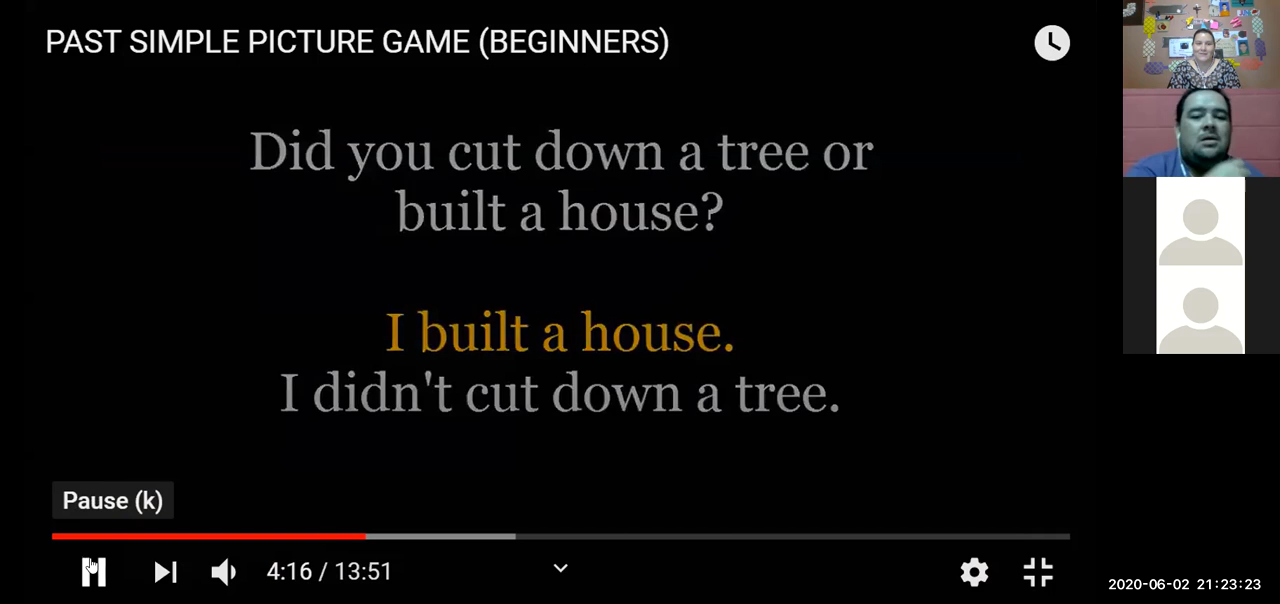 PAST SIMPLE PICTURE GAME (BEGINNERS)
Did you cut down a tree or
built a house?
I built a house.
I didn't cut down a tree.
Pause (k)
4:16 / 13:51
2020-06-02 21:23:23